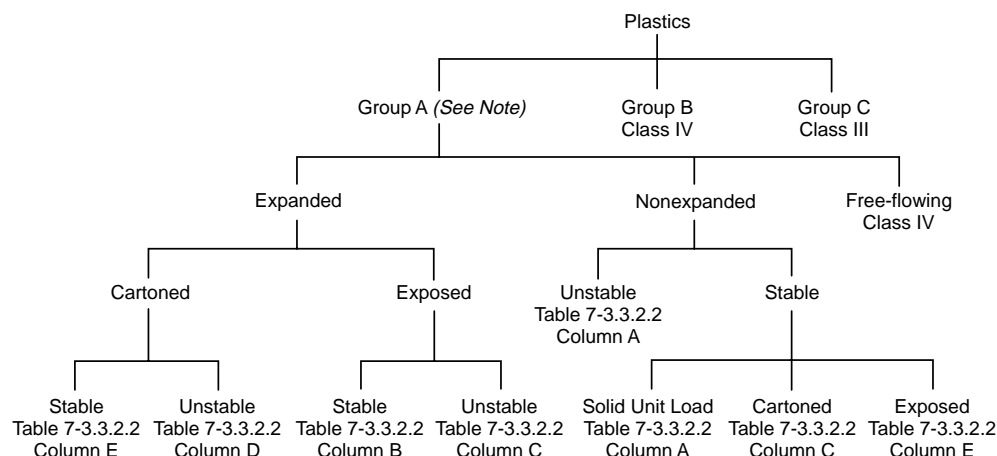 Plastics
Group A (See Note)
Group B
Class IV
Group C
Class III
Expanded
Nonexpanded
Free-flowing
Class IV
Cartoned
Exposed
Unstable
Table 7-3.3.2.2
Column A
Stable
Stable
Table 7-3.3.2.2
Column E
Unstable
Table 7-3.3.2.2
Column D
Stable
Table 7-3.3.2.2
Column B
Unstable
Table 7-3.3.2.2
Column C
Solid Unit Load
Table 7-3.3.2.2
Column A
Cartoned
Table 7-3.3.2.2
Column C
Exposed
Table 7-3.3.2.2
Column E